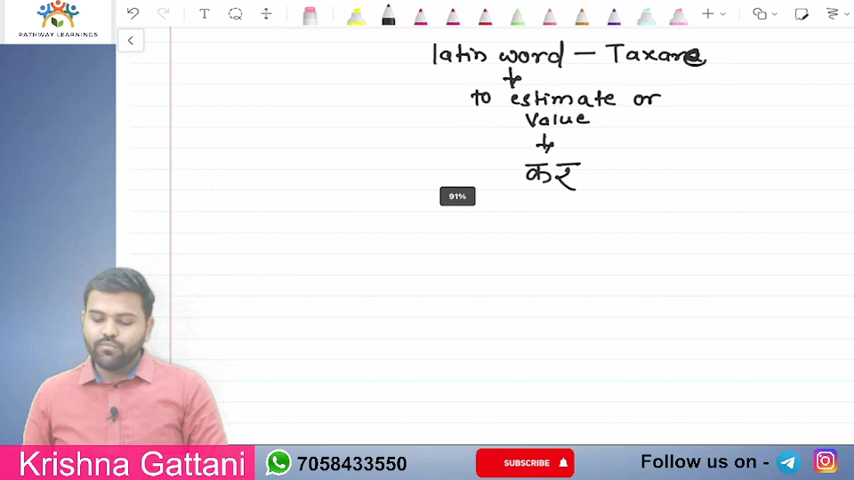 PATHWAY LEARNINGS
latin word - Taxare
to estimate or
value
कर
91%
Krishna Gattani
7058433550
SUBSCRIBE
Follow us on -